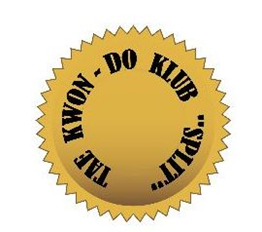 TAE KWON - DO KLUB "SPLIT"